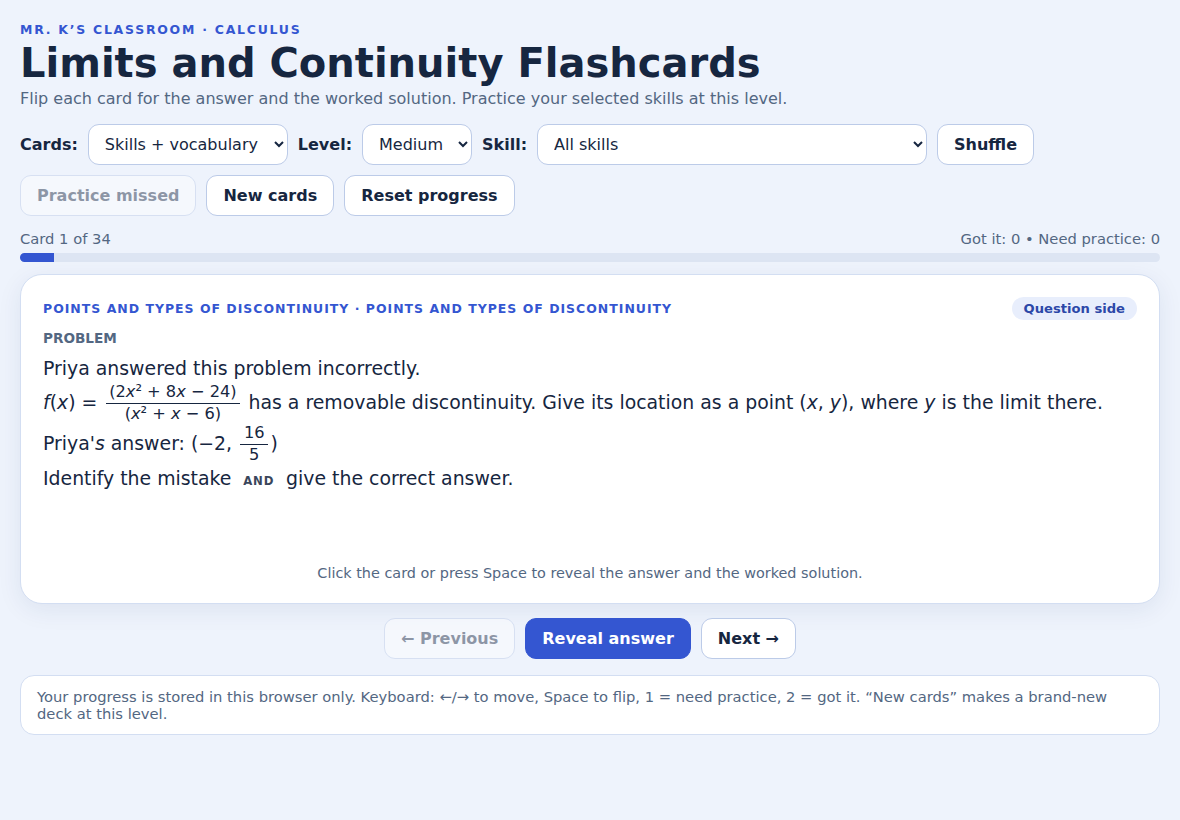 MR. K’S CLASSROOM · CALCULUS
Limits and Continuity Flashcards
Flip each card for the answer and the worked solution. Practice your selected skills at this level.
Cards: Skills + vocabulary Level: Medium Skill: All skills Shuffle
Practice missed New cards Reset progress
Card 1 of 34 Got it: 0 • Need practice: 0
POINTS AND TYPES OF DISCONTINUITY · POINTS AND TYPES OF DISCONTINUITY Question side
PROBLEM
Priya answered this problem incorrectly.
f(x) = (2x² + 8x − 24)/(x² + x − 6) has a removable discontinuity. Give its location as a point (x, y), where y is the limit there.
Priya's answer: (−2, 16/5)
Identify the mistake AND give the correct answer.
Click the card or press Space to reveal the answer and the worked solution.
← Previous Reveal answer Next →
Your progress is stored in this browser only. Keyboard: ←/→ to move, Space to flip, 1 = need practice, 2 = got it. “New cards” makes a brand-new
deck at this level.